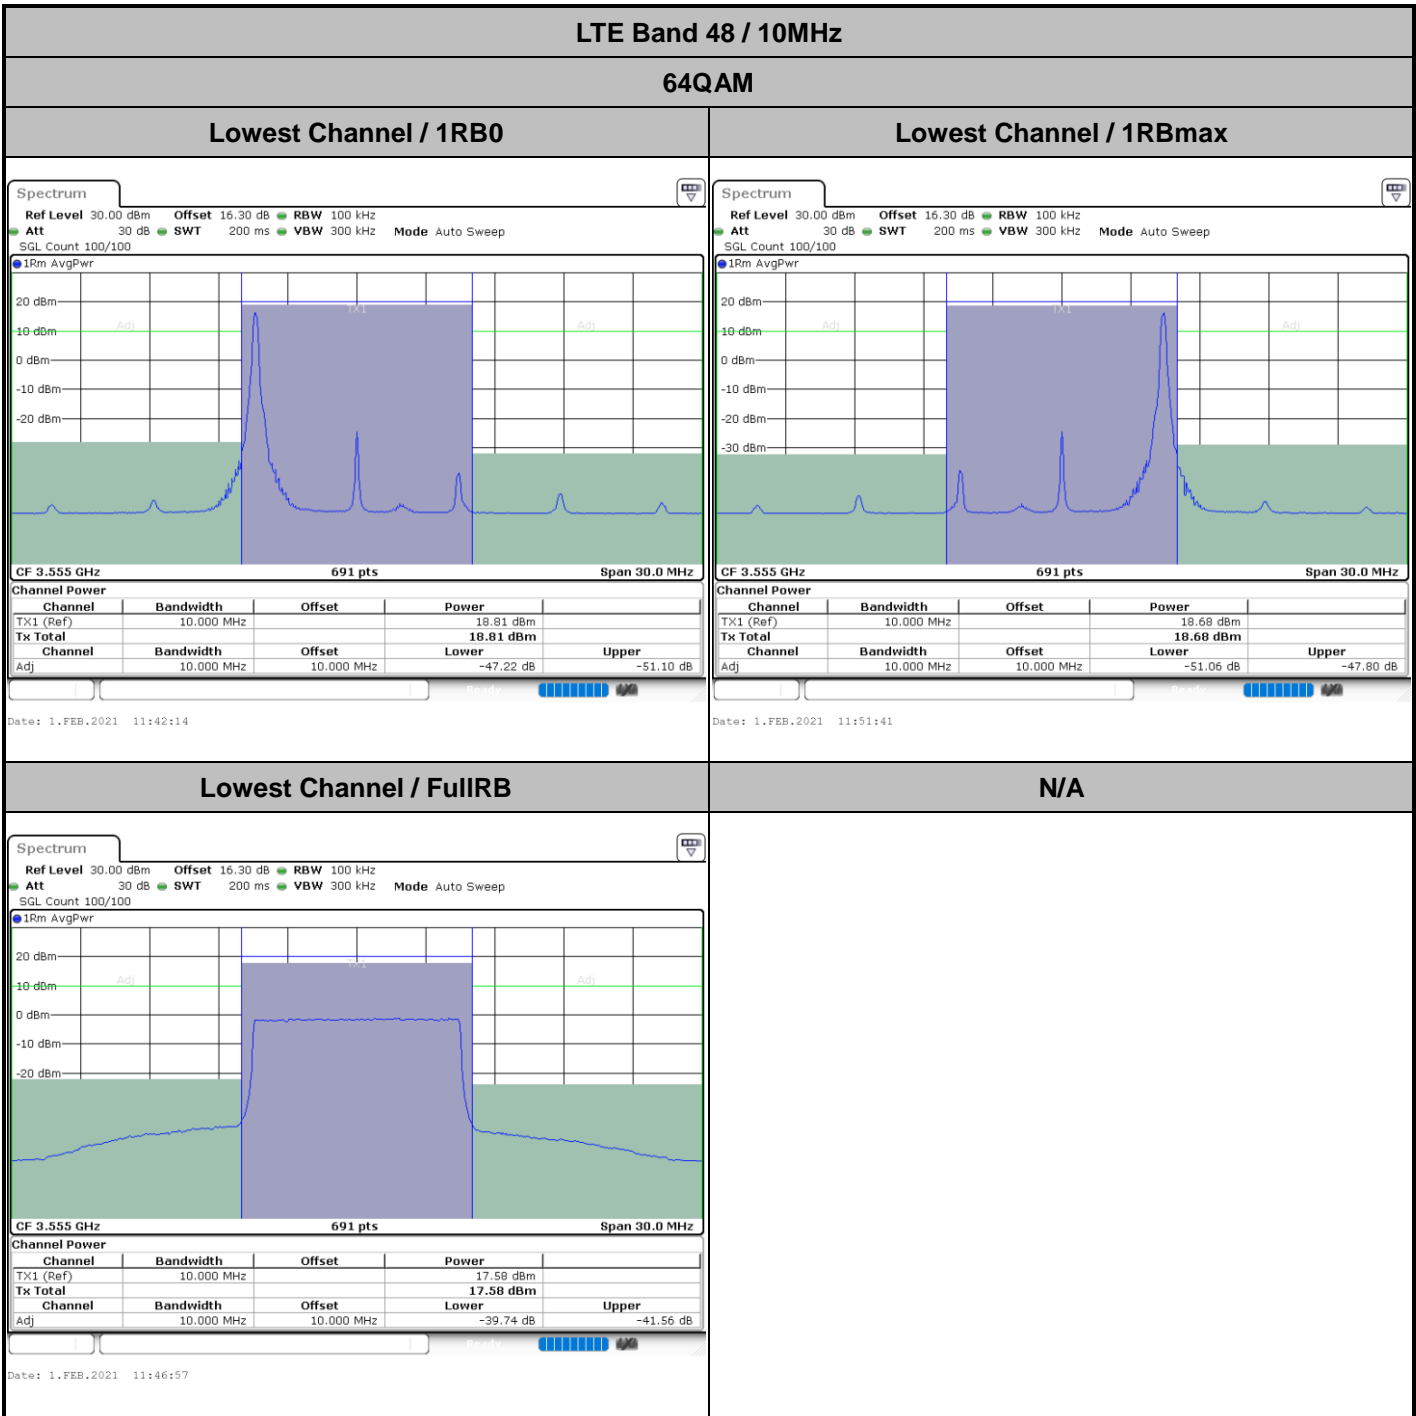 LTE Band 48 / 10MHz
64QAM
Lowest Channel / 1RB0
Lowest Channel / 1RBmax
Spectrum
Ref Level 30.00 dBm Offset 16.30 dB RBW 100 kHz
Att 30 dB SWT 200 ms VBW 300 kHz Mode Auto Sweep
SGL Count 100/100
1Rm AvgPwr
TX1
20 dBm
Adj
Adj
10 dBm
0 dBm
-10 dBm
-20 dBm
CF 3.555 GHz 691 pts Span 30.0 MHz
Channel Power
Channel Bandwidth Offset Power
TX1 (Ref) 10.000 MHz 18.81 dBm
Tx Total 18.81 dBm
Channel Bandwidth Offset Lower Upper
Adj 10.000 MHz 10.000 MHz -47.22 dB -51.10 dB
Ready
Date: 1.FEB.2021 11:42:14
Spectrum
Ref Level 30.00 dBm Offset 16.30 dB RBW 100 kHz
Att 30 dB SWT 200 ms VBW 300 kHz Mode Auto Sweep
SGL Count 100/100
1Rm AvgPwr
TX1
20 dBm
Adj
Adj
10 dBm
0 dBm
-10 dBm
-20 dBm
-30 dBm
CF 3.555 GHz 691 pts Span 30.0 MHz
Channel Power
Channel Bandwidth Offset Power
TX1 (Ref) 10.000 MHz 18.68 dBm
Tx Total 18.68 dBm
Channel Bandwidth Offset Lower Upper
Adj 10.000 MHz 10.000 MHz -51.06 dB -47.80 dB
Ready
Date: 1.FEB.2021 11:51:41
Lowest Channel / FullRB
N/A
Spectrum
Ref Level 30.00 dBm Offset 16.30 dB RBW 100 kHz
Att 30 dB SWT 200 ms VBW 300 kHz Mode Auto Sweep
SGL Count 100/100
1Rm AvgPwr
20 dBm
TX1
Adj
Adj
10 dBm
0 dBm
-10 dBm
-20 dBm
CF 3.555 GHz 691 pts Span 30.0 MHz
Channel Power
Channel Bandwidth Offset Power
TX1 (Ref) 10.000 MHz 17.58 dBm
Tx Total 17.58 dBm
Channel Bandwidth Offset Lower Upper
Adj 10.000 MHz 10.000 MHz -39.74 dB -41.56 dB
Ready
Date: 1.FEB.2021 11:46:57